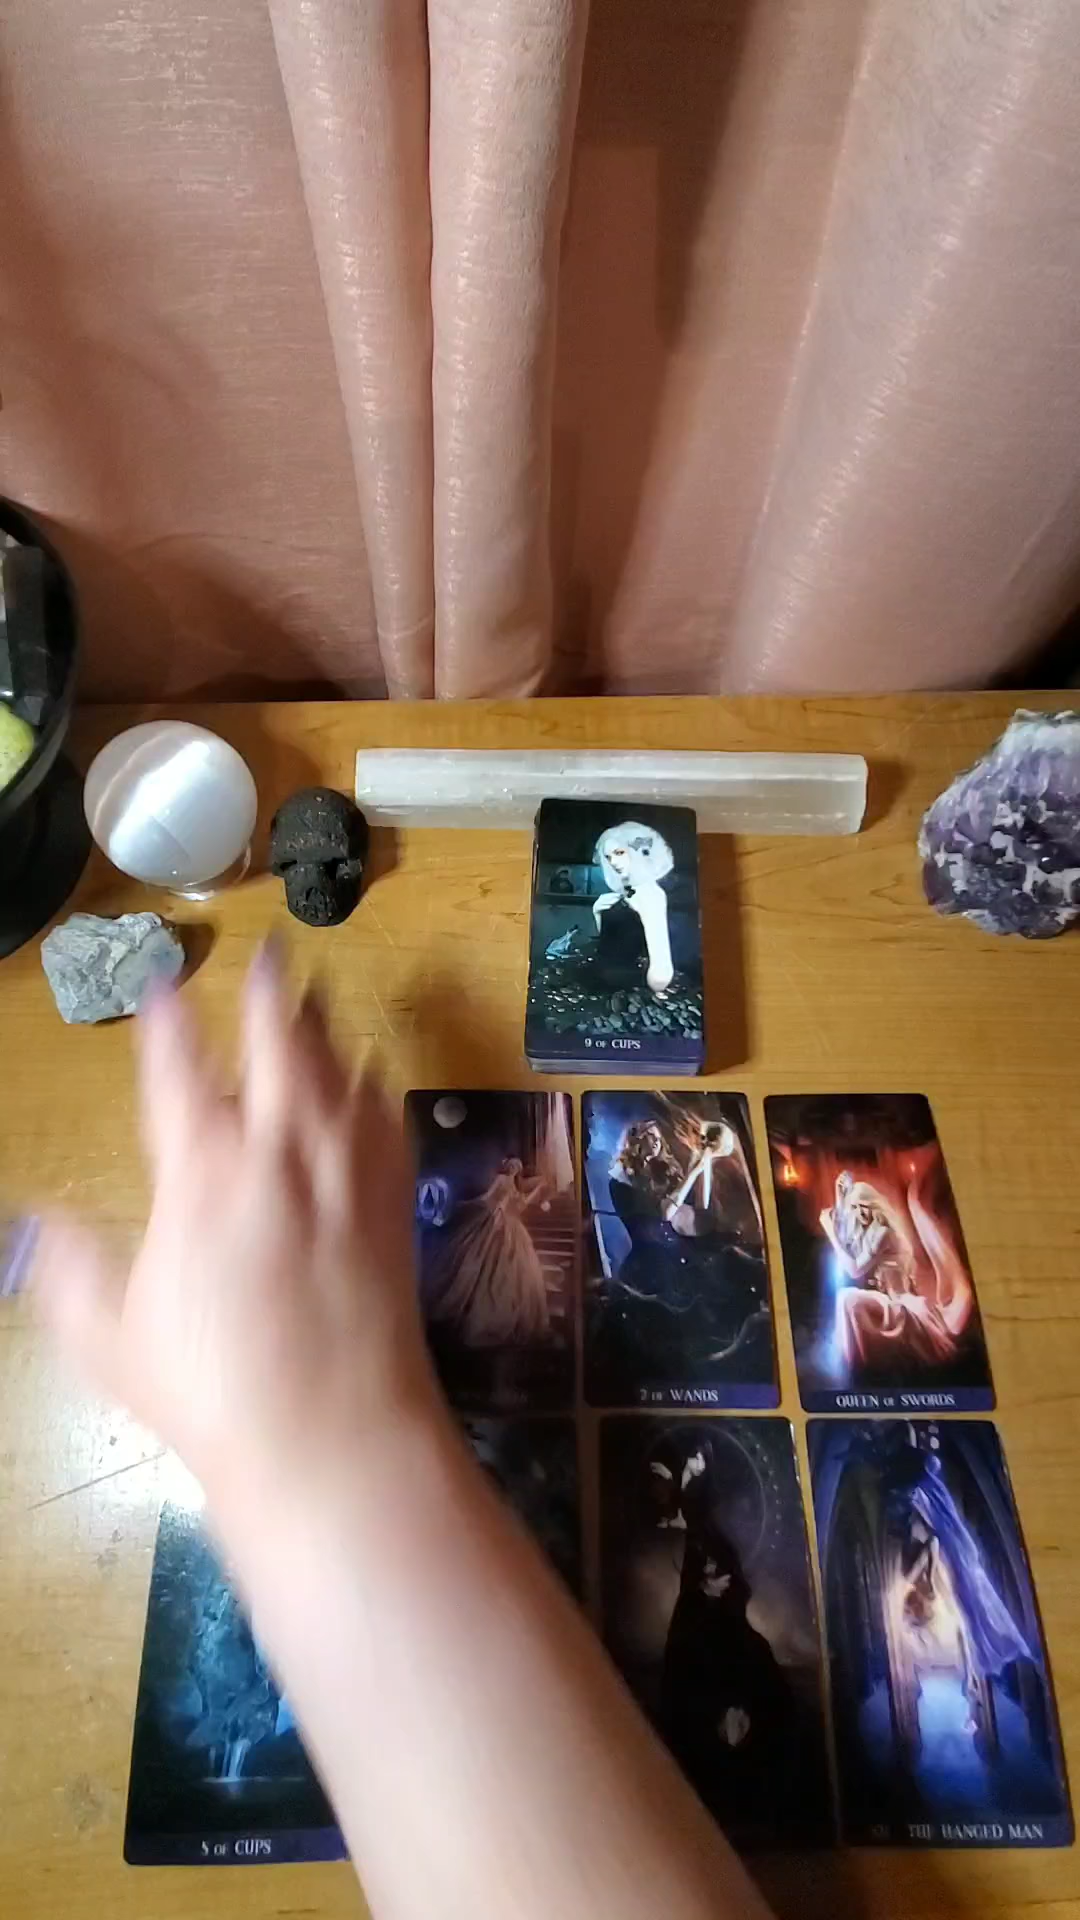 9 OF CUPS
2 OF WANDS
QUEEN OF SWORDS
5 OF CUPS
THE HANGED MAN